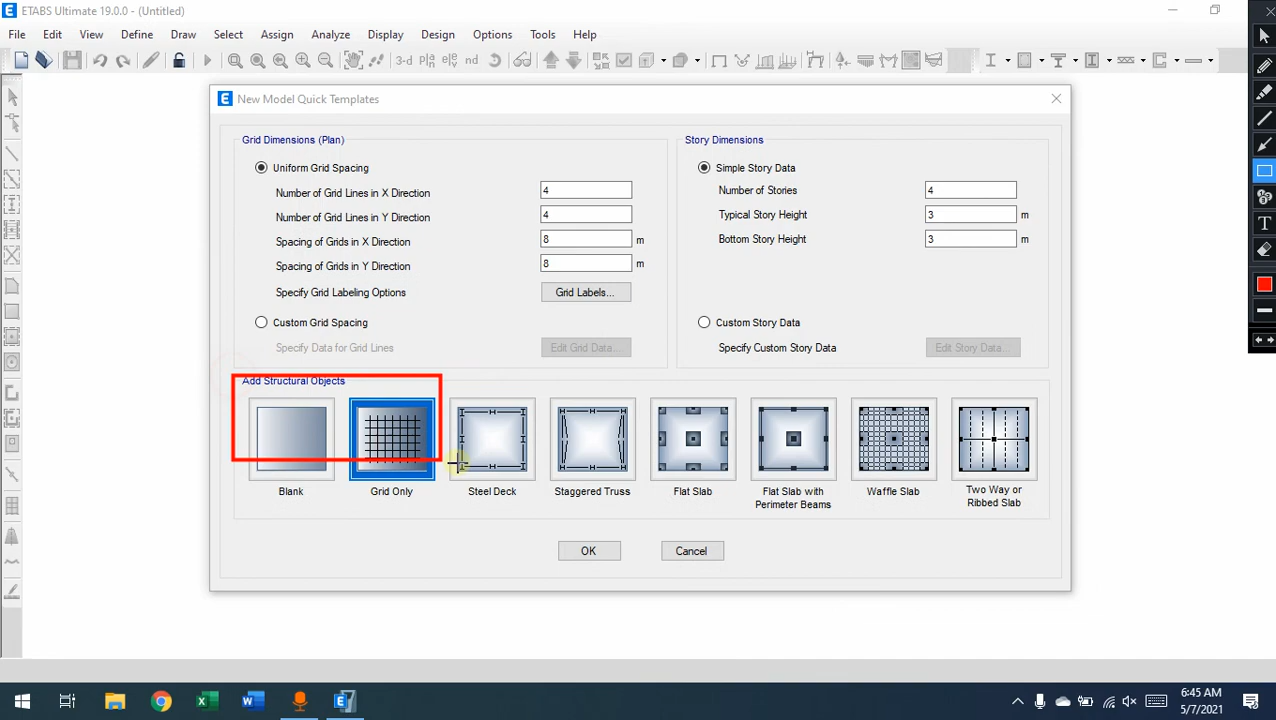 ETABS Ultimate 19.0.0 - (Untitled)
File Edit View Define Draw Select Assign Analyze Display Design Options Tools Help
3-d
New Model Quick Templates
Grid Dimensions (Plan)
Uniform Grid Spacing
Number of Grid Lines in X Direction 4
Number of Grid Lines in Y Direction 4
Spacing of Grids in X Direction 8 m
Spacing of Grids in Y Direction 8 m
Specify Grid Labeling Options Grid Labels...
Custom Grid Spacing
Specify Data for Grid Lines Edit Grid Data...
Story Dimensions
Simple Story Data
Number of Stories 4
Typical Story Height 3 m
Bottom Story Height 3 m
Custom Story Data
Specify Custom Story Data Edit Story Data...
Add Structural Objects
Blank
Grid Only
Steel Deck
Staggered Truss
Flat Slab
Flat Slab with
Perimeter Beams
Waffle Slab
Two Way or
Ribbed Slab
OK Cancel
6:45 AM
5/7/2021